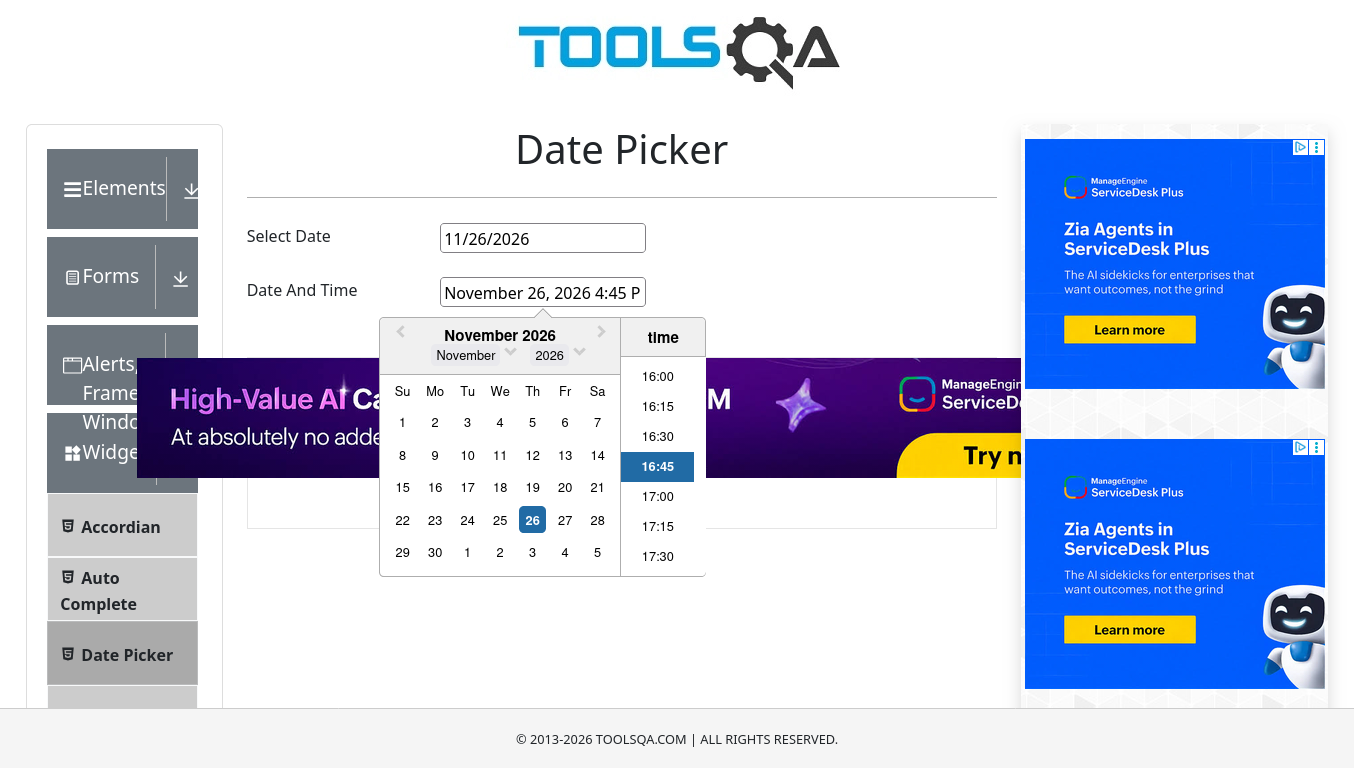 TOOLSQA
Date Picker
Elements
Forms
Alerts,
Frame
Windo
Widge
Accordian
Auto
Complete
Date Picker
Select Date
11/26/2026
Date And Time
November 26, 2026 4:45 P
November 2026
November 2026
Su Mo Tu We Th Fr Sa
1 2 3 4 5 6 7
8 9 10 11 12 13 14
15 16 17 18 19 20 21
22 23 24 25 26 27 28
29 30 1 2 3 4 5
time
16:00
16:15
16:30
16:45
17:00
17:15
17:30
High-Value AI Ca
At absolutely no adde
M
ManageEngin
ServiceDesk
Try n
ManageEngine
ServiceDesk Plus
Zia Agents in
ServiceDesk Plus
The AI sidekicks for enterprises that
want outcomes, not the grind
Learn more
ManageEngine
ServiceDesk Plus
Zia Agents in
ServiceDesk Plus
The AI sidekicks for enterprises that
want outcomes, not the grind
Learn more
© 2013-2026 TOOLSQA.COM | ALL RIGHTS RESERVED.